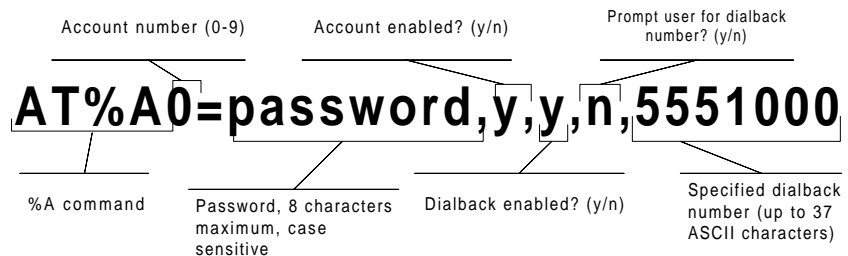 Account number (0-9)
Account enabled? (y/n)
Prompt user for dialback
number? (y/n)
AT%A0=password,y,y,n,5551000
%A command
Password, 8 characters
maximum, case
sensitive
Dialback enabled? (y/n)
Specified dialback
number (up to 37
ASCII characters)